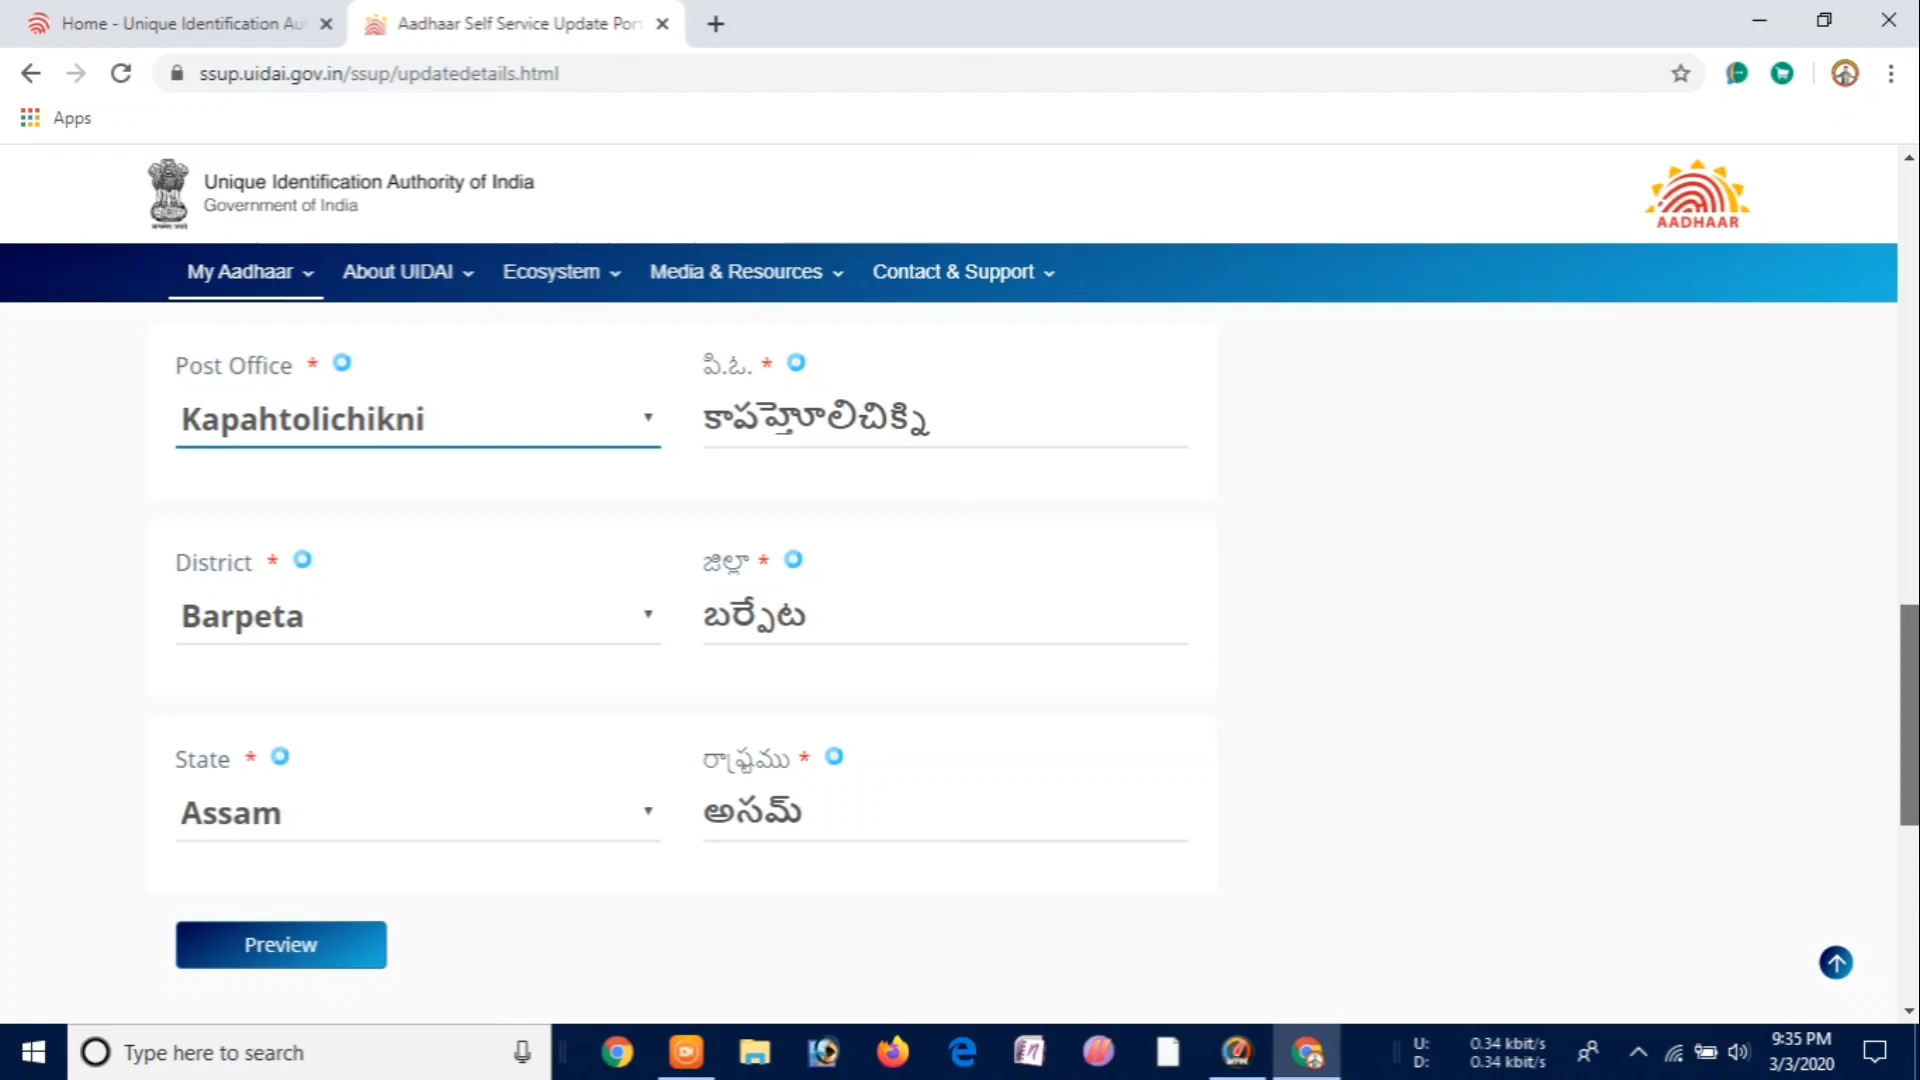 Home - Unique Identification Au
Aadhaar Self Service Update Por
ssup.uidai.gov.in/ssup/updatedetails.html
Apps
Unique Identification Authority of India
Government of India
AADHAAR
My Aadhaar
About UIDAI
Ecosystem
Media & Resources
Contact & Support
Post Office *
పి.ఓ. *
Kapahtolichikni
కాపహ్తొలిచిక్ని
District *
జిల్లా *
Barpeta
బర్పేట
State *
రాష్ట్రము *
Assam
అసమ్
Preview
Type here to search
U: 0.34 kbit/s
D: 0.34 kbit/s
9:35 PM
3/3/2020